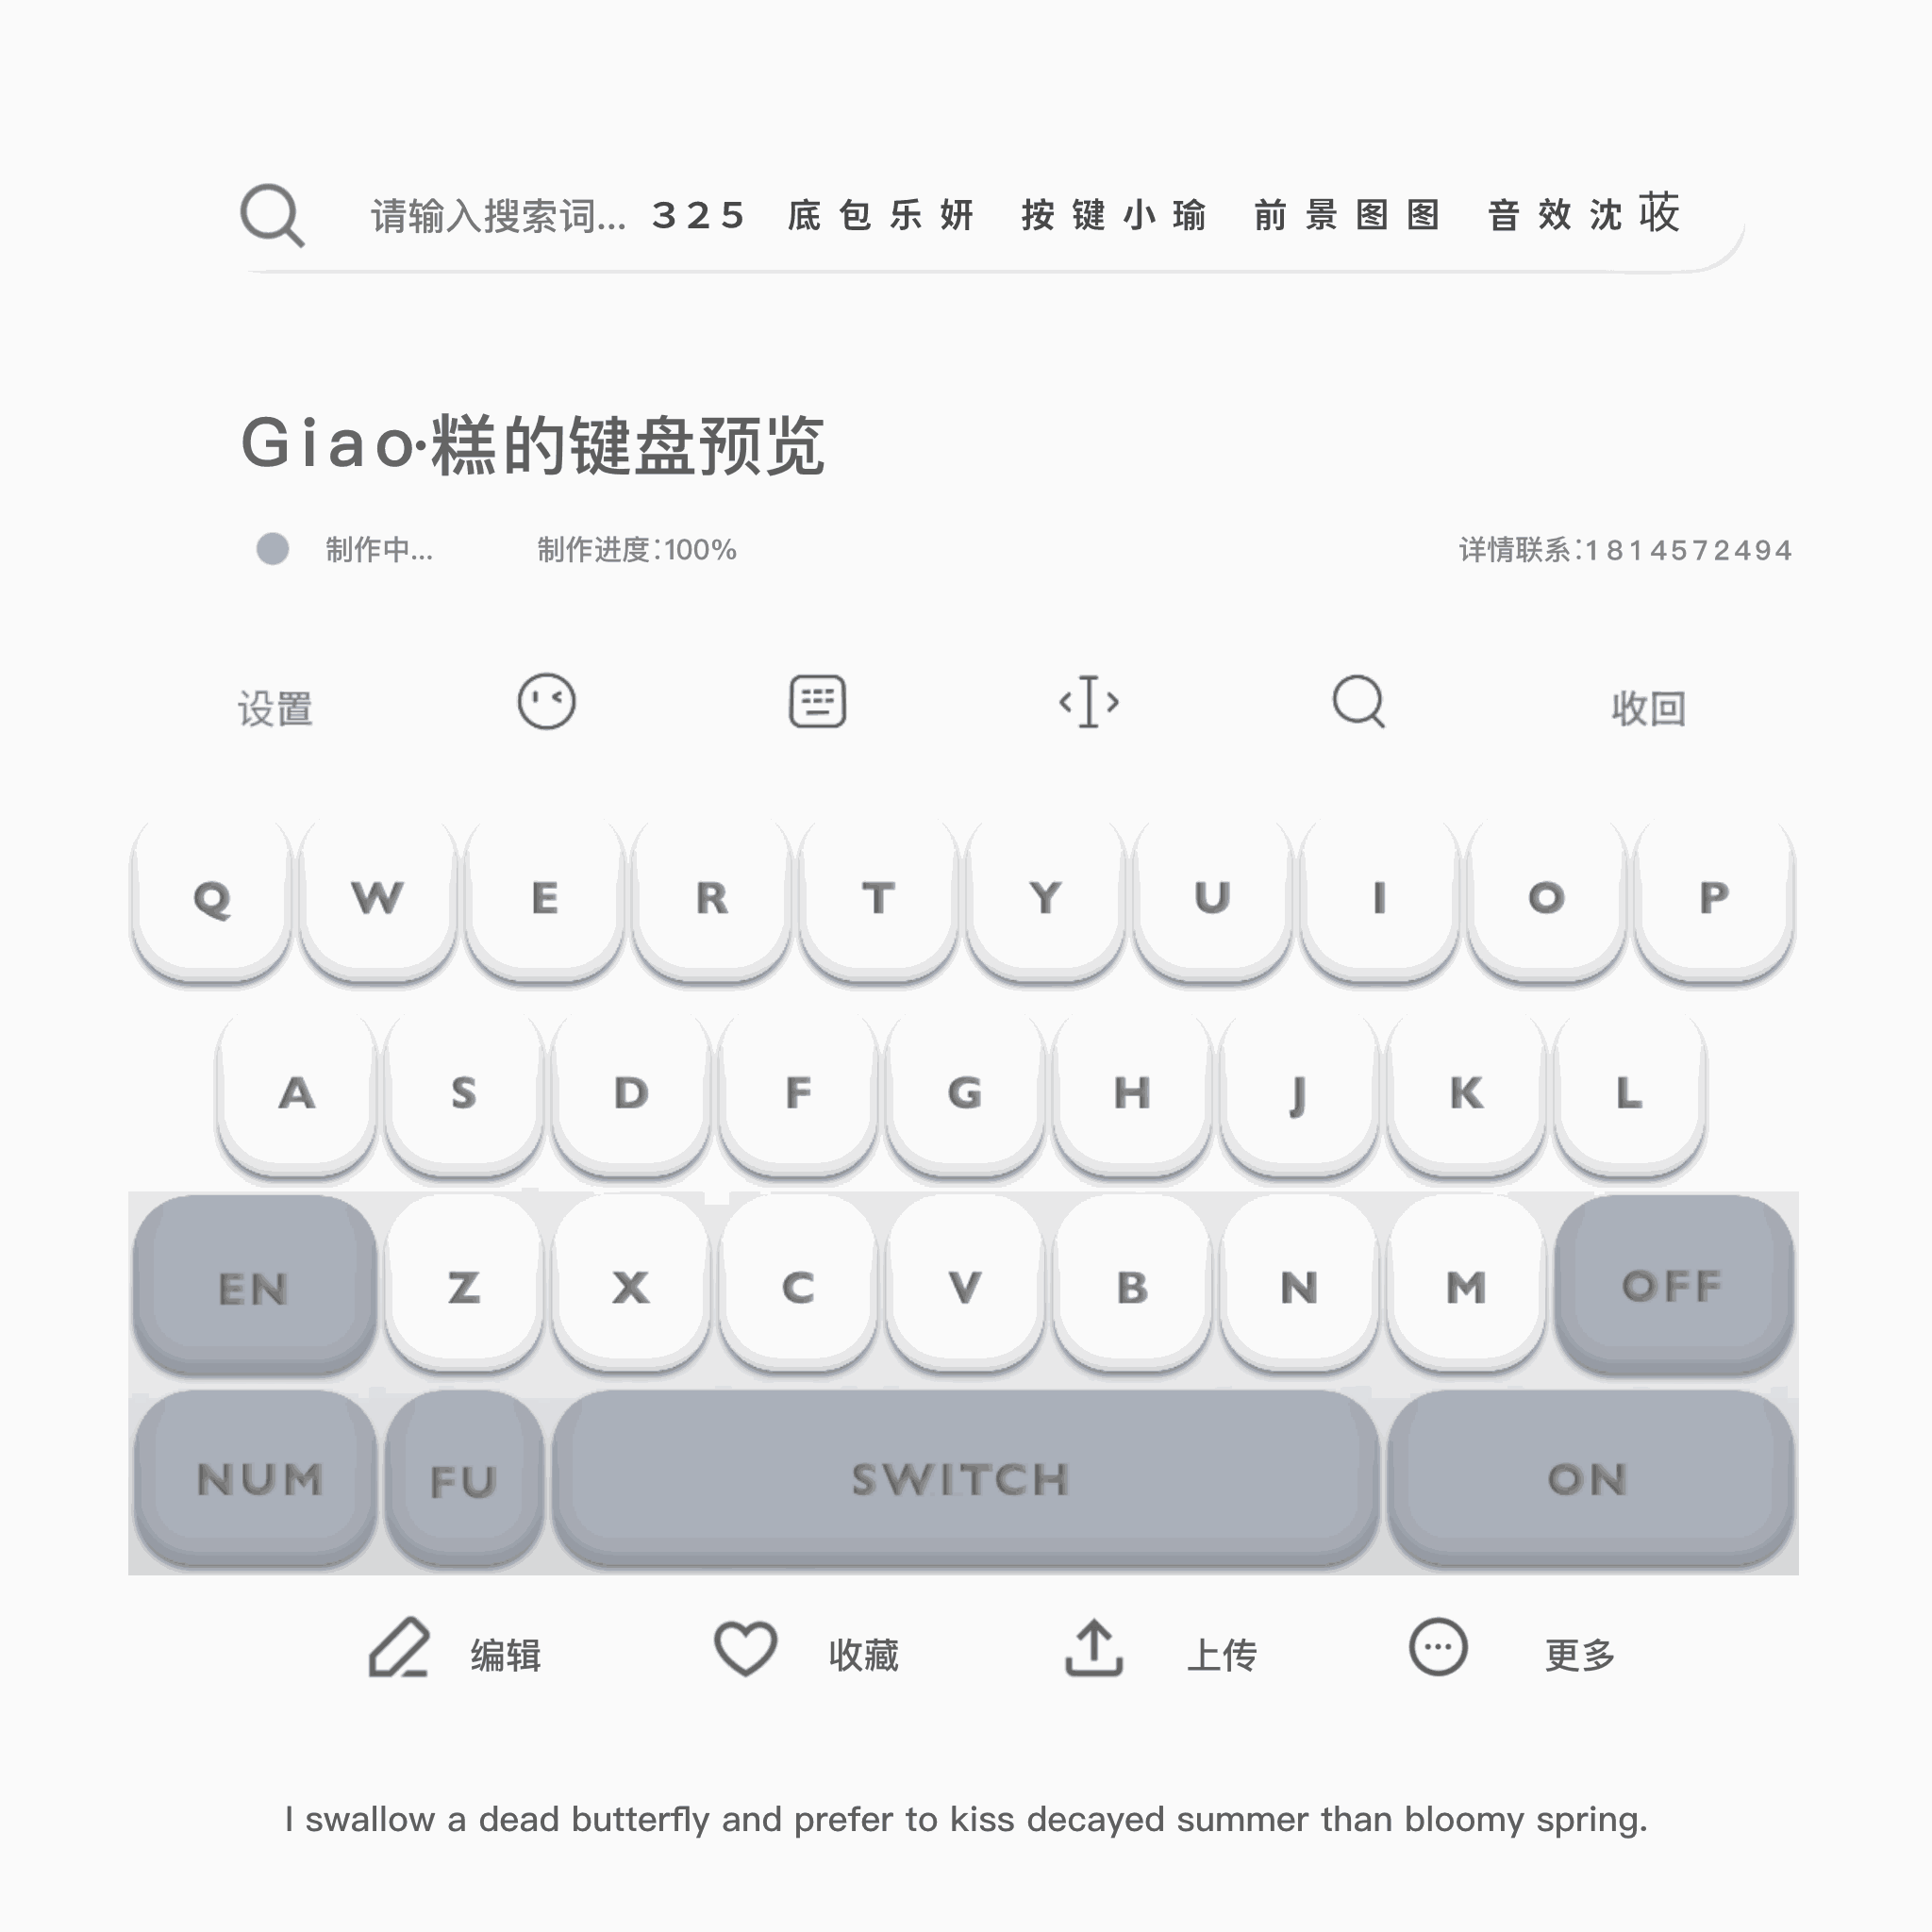 请输入搜索词... 325 底包乐妍 按键小瑜 前景图图 音效沈荍
Giao·糕的键盘预览
制作中... 制作进度:100% 详情联系:1814572494
设置 收回
Q W E R T Y U I O P
A S D F G H J K L
EN Z X C V B N M OFF
NUM FU SWITCH ON
编辑 收藏 上传 更多
I swallow a dead butterfly and prefer to kiss decayed summer than bloomy spring.